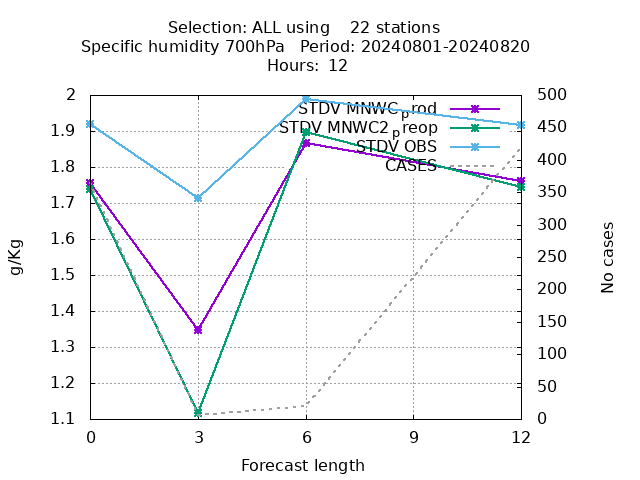 Selection: ALL using    22 stations
Specific humidity 700hPa   Period: 20240801-20240820
Hours: 12
2
1.9
1.8
1.7
1.6
1.5
1.4
1.3
1.2
1.1
g/Kg
STDV MNWC_prod
STDV MNWC2_preop
STDV OBS
CASES
500
450
400
350
300
250
200
150
100
50
0
No cases
0 3 6 9 12
Forecast length